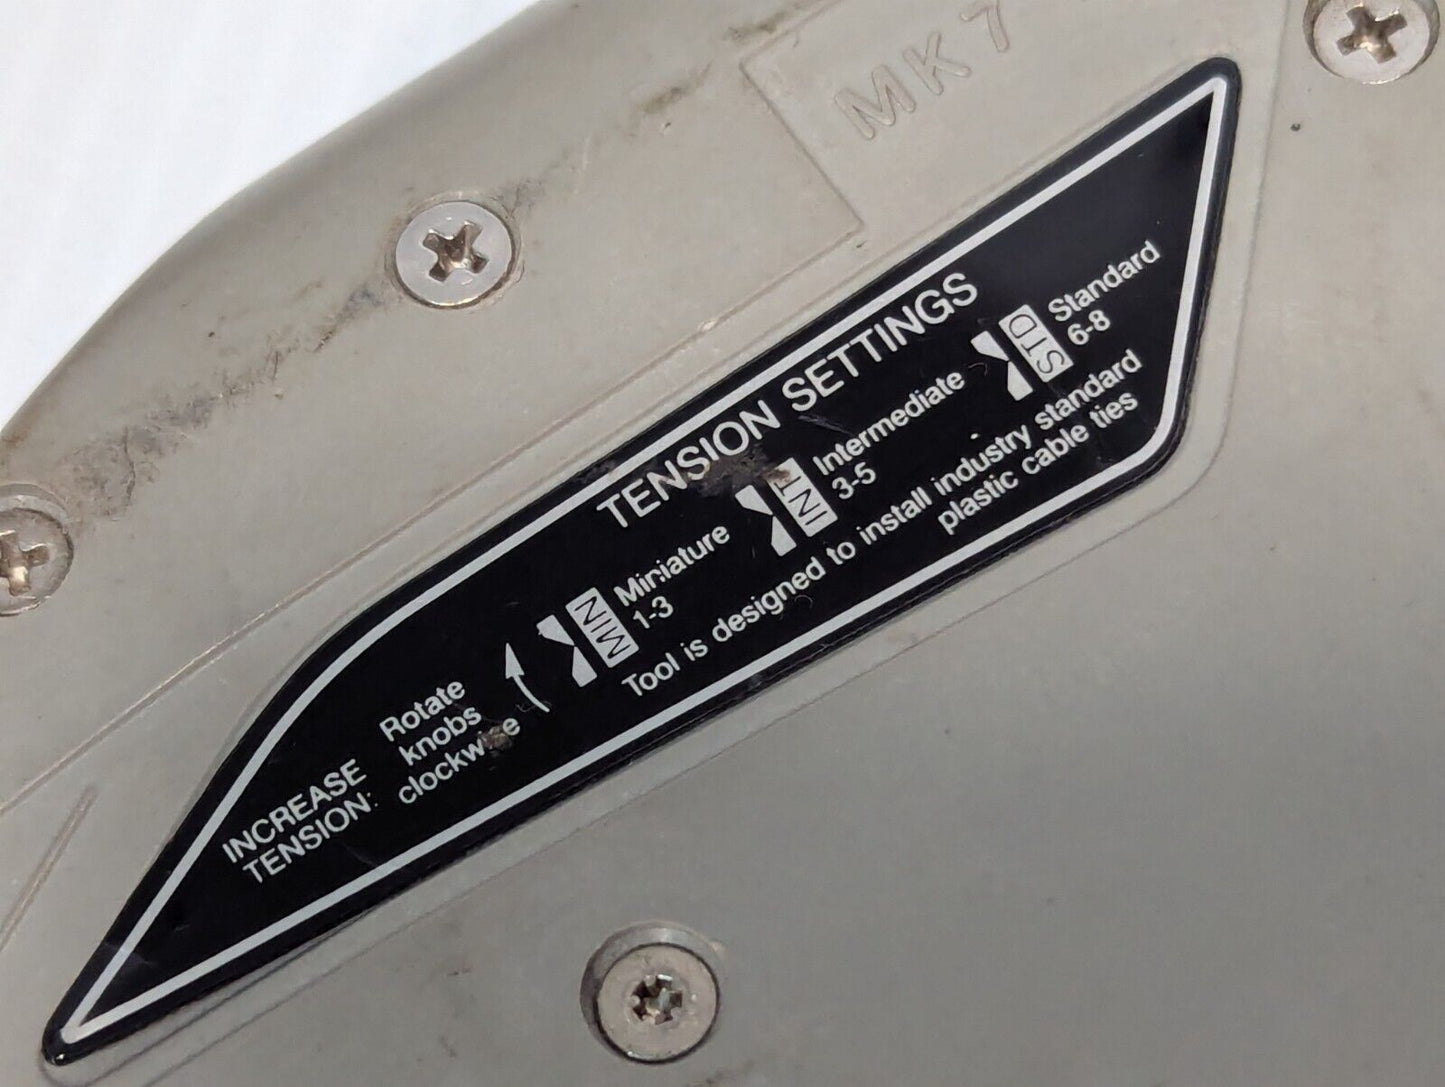 MK7
TENSION SETTINGS
INCREASE
TENSION:
Rotate
knobs
clockwise
MIN
Miniature
1-3
INT
Intermediate
3-5
STD
Standard
6-8
Tool is designed to install industry standard
plastic cable ties